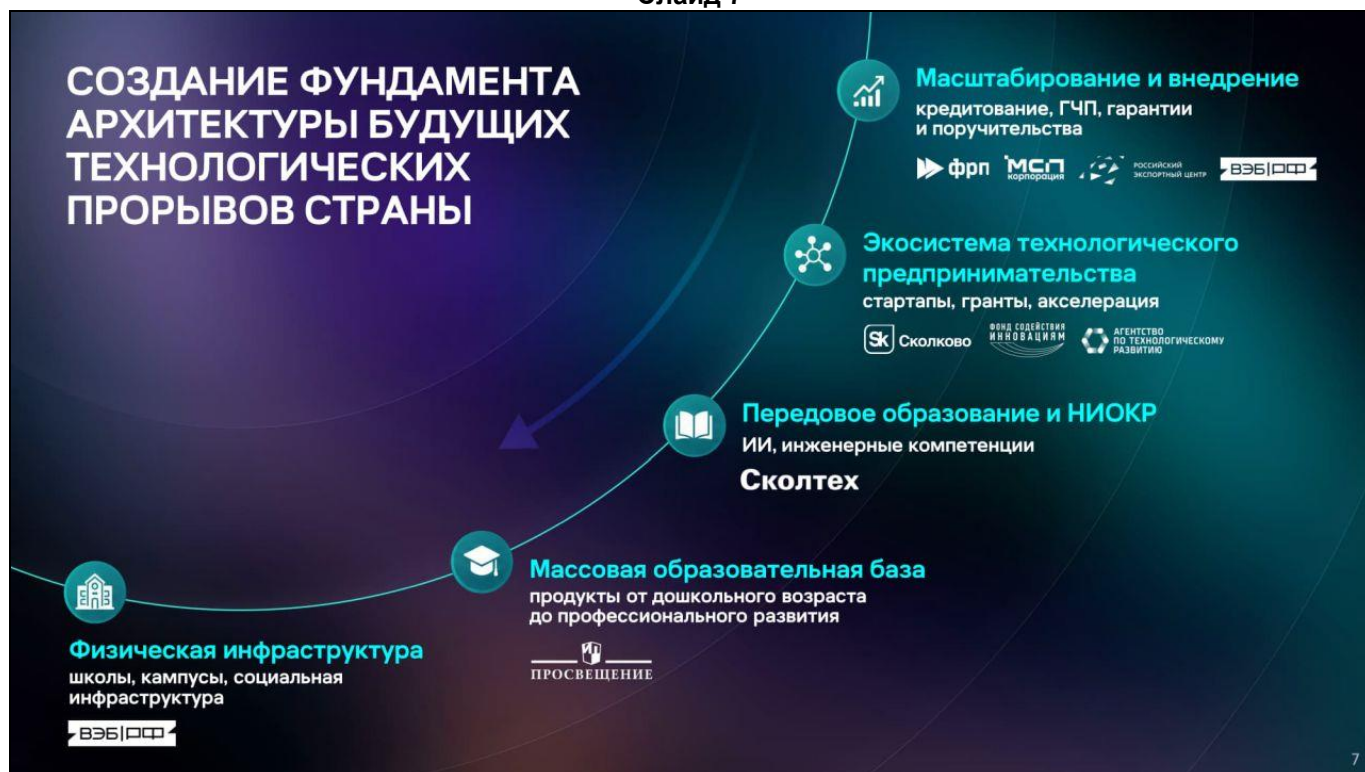 СОЗДАНИЕ ФУНДАМЕНТА
АРХИТЕКТУРЫ БУДУЩИХ
ТЕХНОЛОГИЧЕСКИХ
ПРОРЫВОВ СТРАНЫ
Масштабирование и внедрение
кредитование, ГЧП, гарантии
и поручительства
фрп
МСП
корпорация
РОССИЙСКИЙ
ЭКСПОРТНЫЙ ЦЕНТР
ВЭБ|РФ
Экосистема технологического
предпринимательства
стартапы, гранты, акселерация
Sk Сколково
ФОНД СОДЕЙСТВИЯ
ИННОВАЦИЯМ
АГЕНТСТВО
ПО ТЕХНОЛОГИЧЕСКОМУ
РАЗВИТИЮ
Передовое образование и НИОКР
ИИ, инженерные компетенции
Сколтех
Массовая образовательная база
продукты от дошкольного возраста
до профессионального развития
ПРОСВЕЩЕНИЕ
Физическая инфраструктура
школы, кампусы, социальная
инфраструктура
ВЭБ|РФ
7